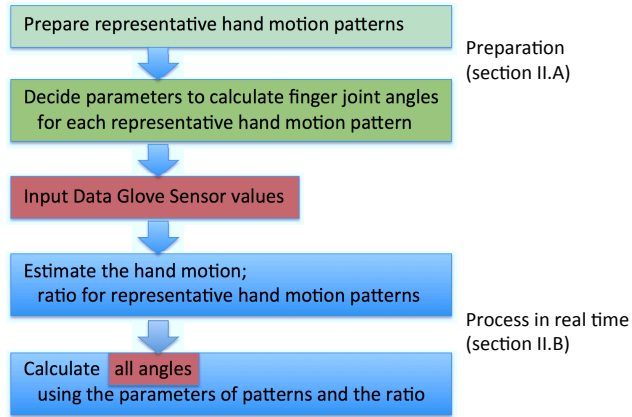 Prepare representative hand motion patterns
Preparation
(section II.A)
Decide parameters to calculate finger joint angles
for each representative hand motion pattern
Input Data Glove Sensor values
Estimate the hand motion;
ratio for representative hand motion patterns
Process in real time
(section II.B)
Calculate all angles
using the parameters of patterns and the ratio